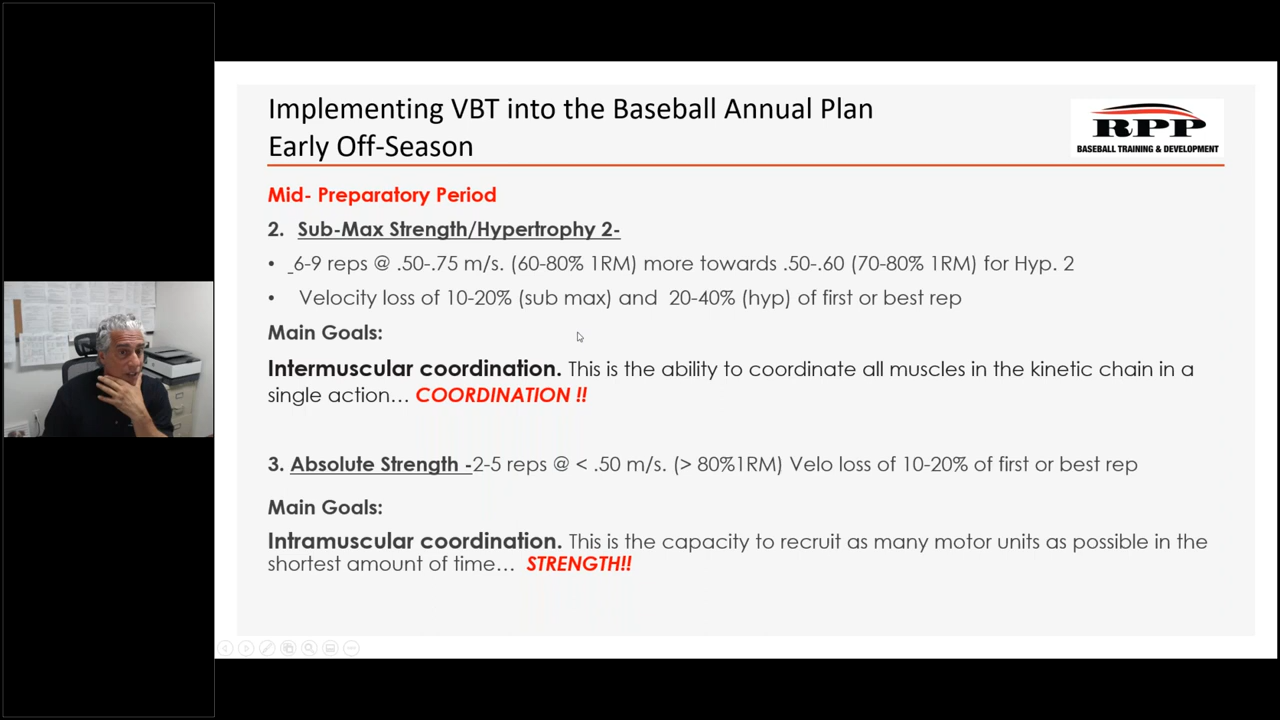 Implementing VBT into the Baseball Annual Plan
Early Off-Season
RPP
BASEBALL TRAINING & DEVELOPMENT
Mid- Preparatory Period
2. Sub-Max Strength/Hypertrophy 2-
• _6-9 reps @ .50-.75 m/s. (60-80% 1RM) more towards .50-.60 (70-80% 1RM) for Hyp. 2
• Velocity loss of 10-20% (sub max) and 20-40% (hyp) of first or best rep
Main Goals:
Intermuscular coordination. This is the ability to coordinate all muscles in the kinetic chain in a
single action… COORDINATION !!
3. Absolute Strength -2-5 reps @ < .50 m/s. (> 80%1RM) Velo loss of 10-20% of first or best rep
Main Goals:
Intramuscular coordination. This is the capacity to recruit as many motor units as possible in the
shortest amount of time… STRENGTH!!